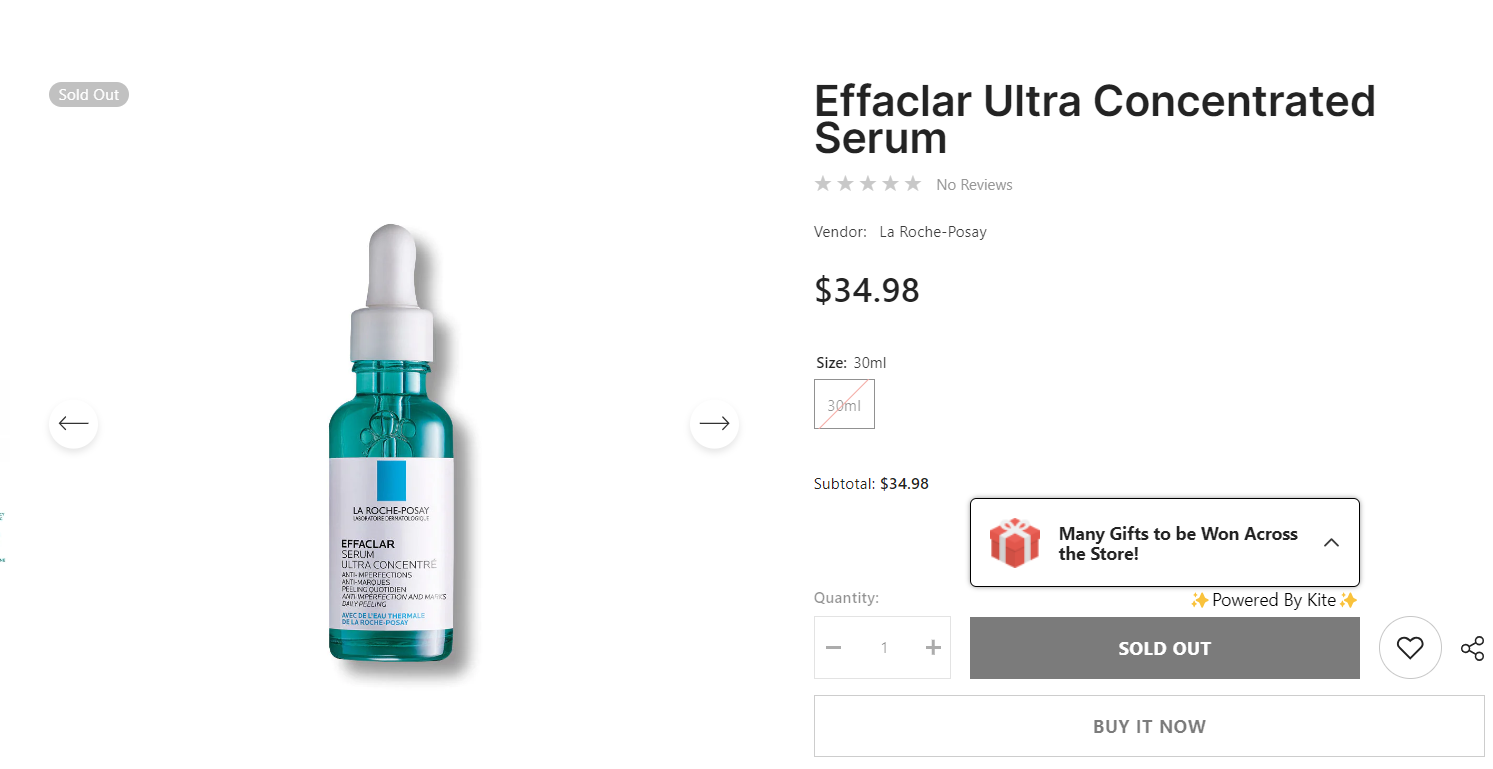 Sold Out
Effaclar Ultra Concentrated
Serum
No Reviews
Vendor: La Roche-Posay
$34.98
Size: 30ml
30ml
Subtotal: $34.98
Many Gifts to be Won Across
the Store!
✨Powered By Kite✨
Quantity:
1
SOLD OUT
BUY IT NOW
LA ROCHE-POSAY
LABORATOIRE DERMATOLOGIQUE
EFFACLAR
SERUM
ULTRA CONCENTRÉ
ANTI-IMPERFECTIONS
ANTI-MARQUES
PEELING QUOTIDIEN
ANTI-IMPERFECTION AND MARKS
DAILY PEELING
AVEC DE L'EAU THERMALE
DE LA ROCHE-POSAY